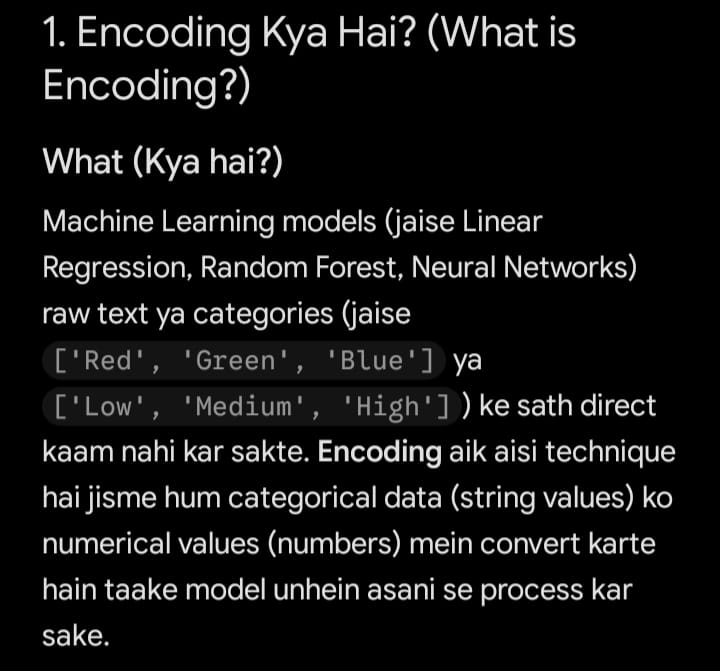 1. Encoding Kya Hai? (What is
Encoding?)
What (Kya hai?)
Machine Learning models (jaise Linear
Regression, Random Forest, Neural Networks)
raw text ya categories (jaise
['Red', 'Green', 'Blue'] ya
['Low', 'Medium', 'High'] ) ke sath direct
kaam nahi kar sakte. Encoding aik aisi technique
hai jisme hum categorical data (string values) ko
numerical values (numbers) mein convert karte
hain taake model unhein asani se process kar
sake.